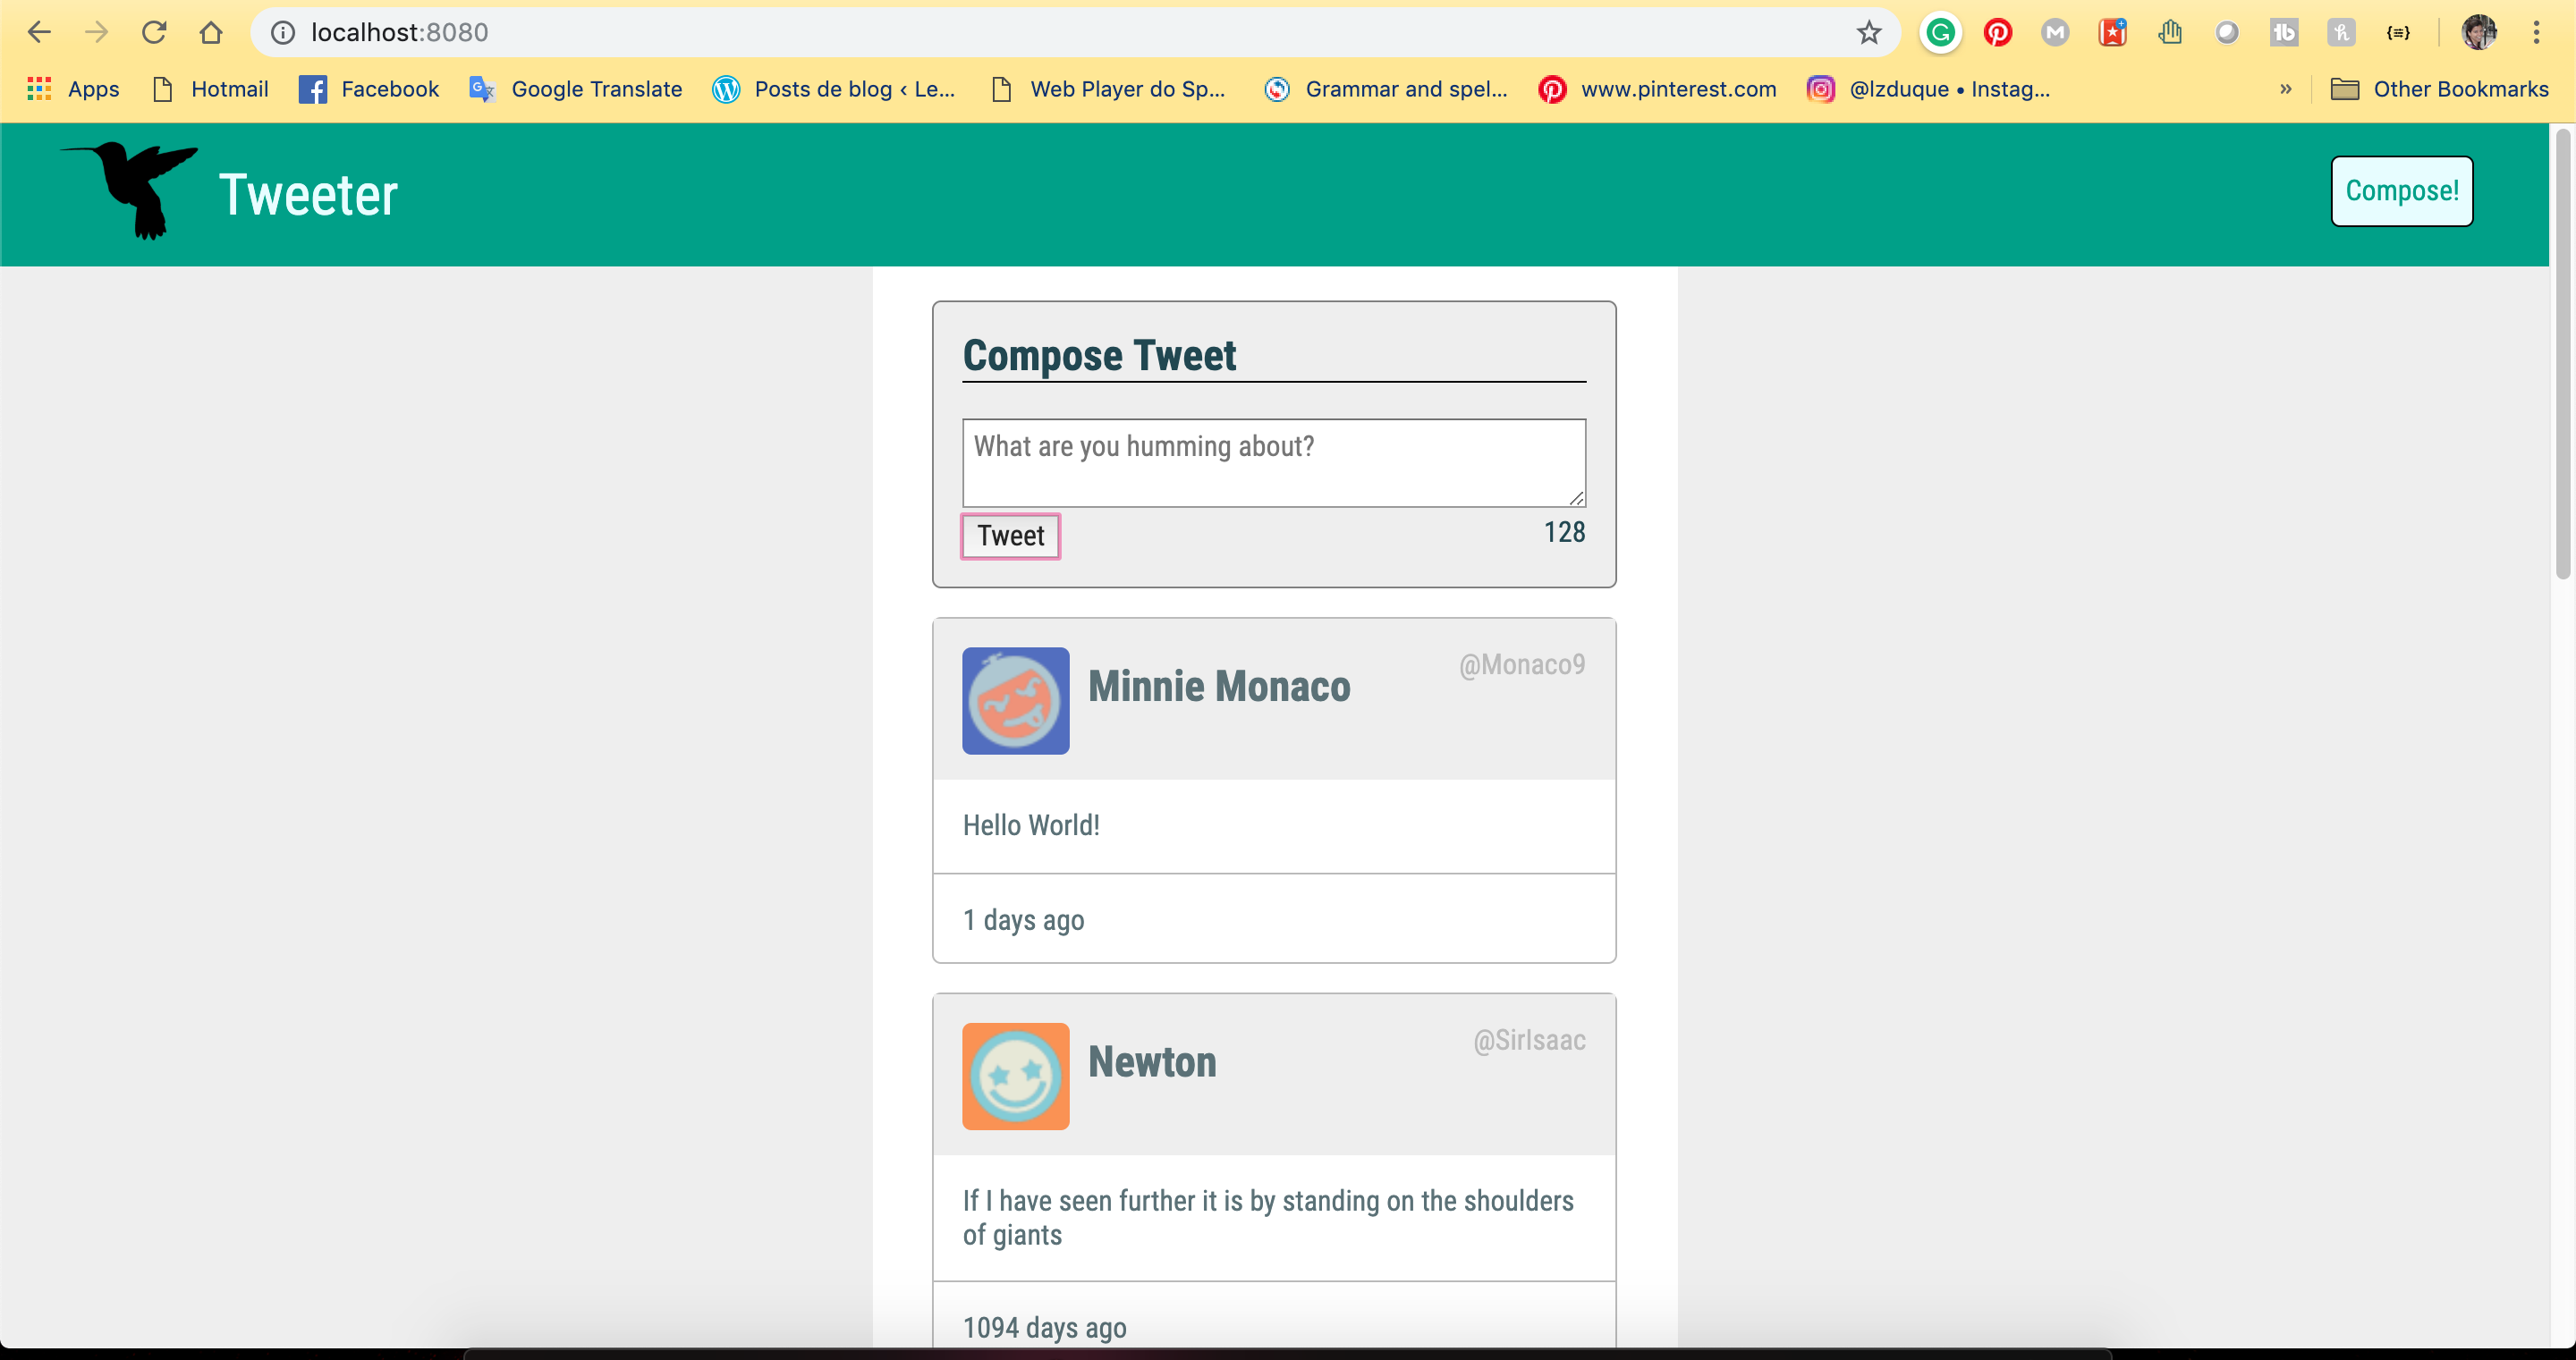 localhost:8080
Apps Hotmail Facebook Google Translate Posts de blog ‹ Le... Web Player do Sp... Grammar and spel... www.pinterest.com @lzduque • Instag... » Other Bookmarks
Tweeter
Compose!
Compose Tweet
What are you humming about?
Tweet 128
Minnie Monaco @Monaco9
Hello World!
1 days ago
Newton @SirIsaac
If I have seen further it is by standing on the shoulders
of giants
1094 days ago